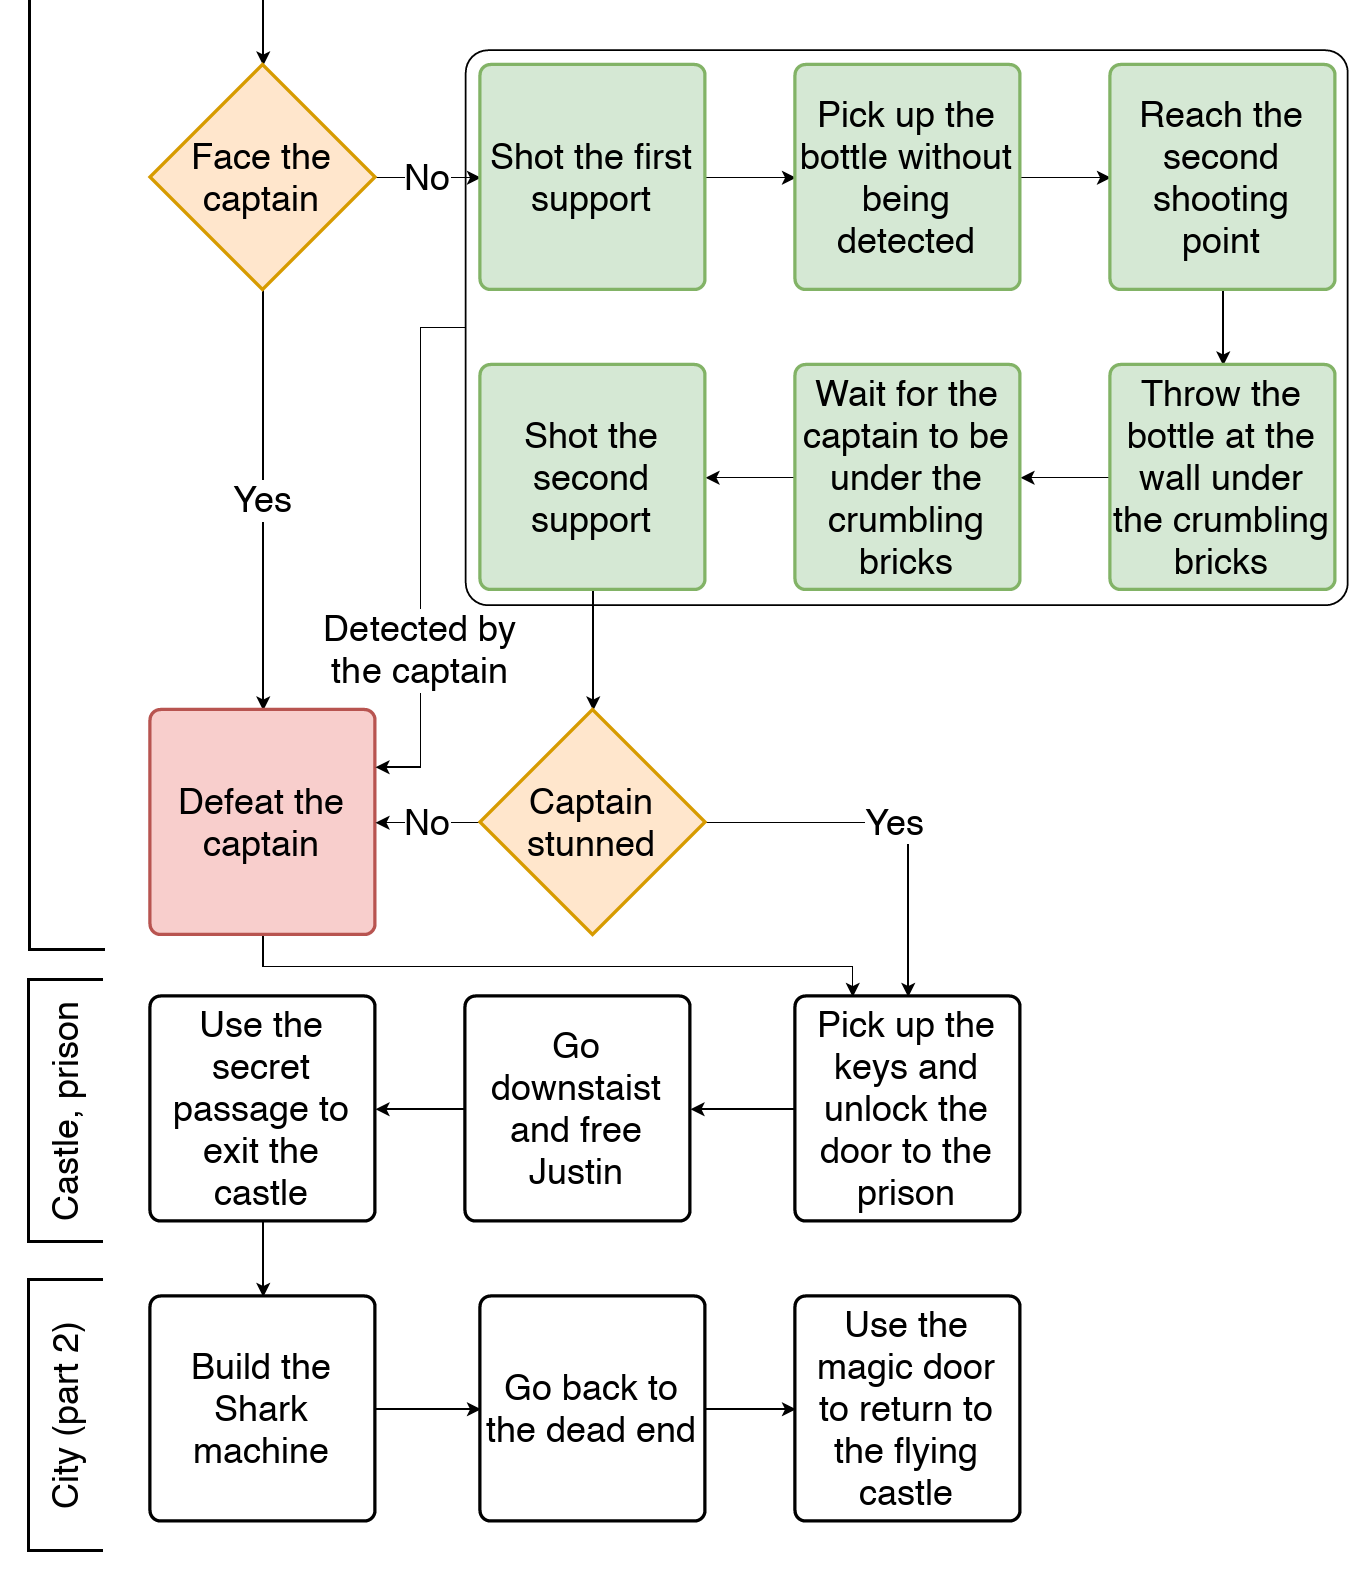 Face the
captain
No
Shot the first
support
Pick up the
bottle without
being
detected
Reach the
second
shooting
point
Yes
Shot the
second
support
Wait for the
captain to be
under the
crumbling
bricks
Throw the
bottle at the
wall under
the crumbling
bricks
Detected by
the captain
Defeat the
captain
No
Captain
stunned
Yes
Castle, prison
Use the
secret
passage to
exit the
castle
Go
downstaist
and free
Justin
Pick up the
keys and
unlock the
door to the
prison
City (part 2)
Build the
Shark
machine
Go back to
the dead end
Use the
magic door
to return to
the flying
castle